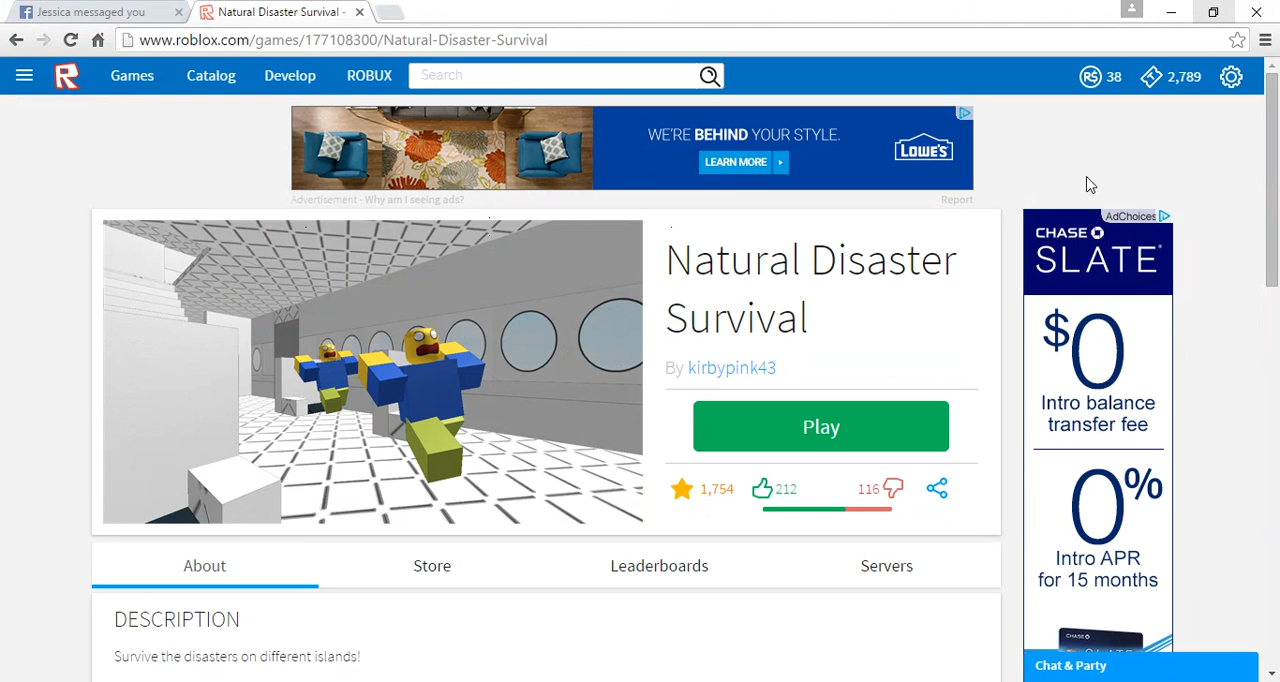 Jessica messaged you
Natural Disaster Survival -
www.roblox.com/games/177108300/Natural-Disaster-Survival
Games Catalog Develop ROBUX Search R$ 38 2,789
WE'RE BEHIND YOUR STYLE.
LEARN MORE
LOWE'S
Advertisement - Why am I seeing ads? Report
Natural Disaster
Survival
By kirbypink43
Play
1,754 212 116
About Store Leaderboards Servers
DESCRIPTION
Survive the disasters on different islands!
AdChoices
CHASE
SLATE
$0
Intro balance
transfer fee
0%
Intro APR
for 15 months
CHASE
SLATE
Chat & Party